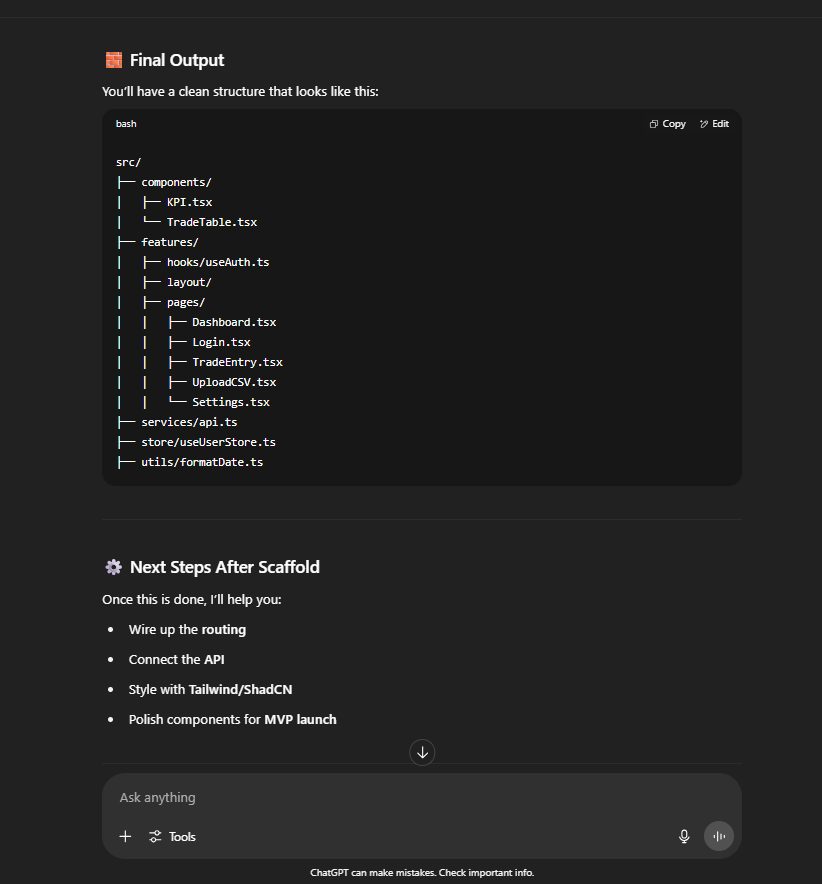 🧱 Final Output
You’ll have a clean structure that looks like this:
bash
Copy
Edit
src/
├── components/
│   ├── KPI.tsx
│   └── TradeTable.tsx
├── features/
│   ├── hooks/useAuth.ts
│   ├── layout/
│   ├── pages/
│   │   ├── Dashboard.tsx
│   │   ├── Login.tsx
│   │   ├── TradeEntry.tsx
│   │   ├── UploadCSV.tsx
│   │   └── Settings.tsx
├── services/api.ts
├── store/useUserStore.ts
├── utils/formatDate.ts
⚙️ Next Steps After Scaffold
Once this is done, I’ll help you:
• Wire up the routing
• Connect the API
• Style with Tailwind/ShadCN
• Polish components for MVP launch
Ask anything
Tools
ChatGPT can make mistakes. Check important info.